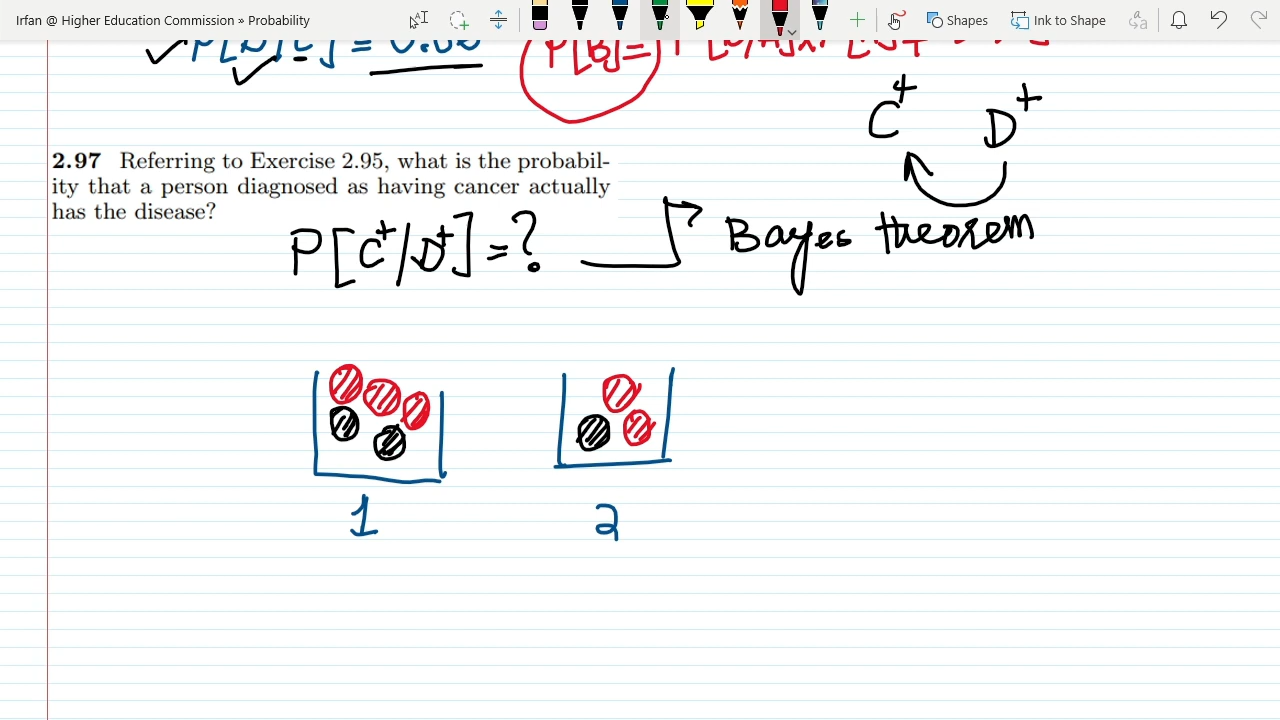 Irfan @ Higher Education Commission » Probability
Shapes
Ink to Shape
C+ D+
2.97 Referring to Exercise 2.95, what is the probabil-
ity that a person diagnosed as having cancer actually
has the disease?
P[C+/D+] = ?
Bayes theorem
1
2